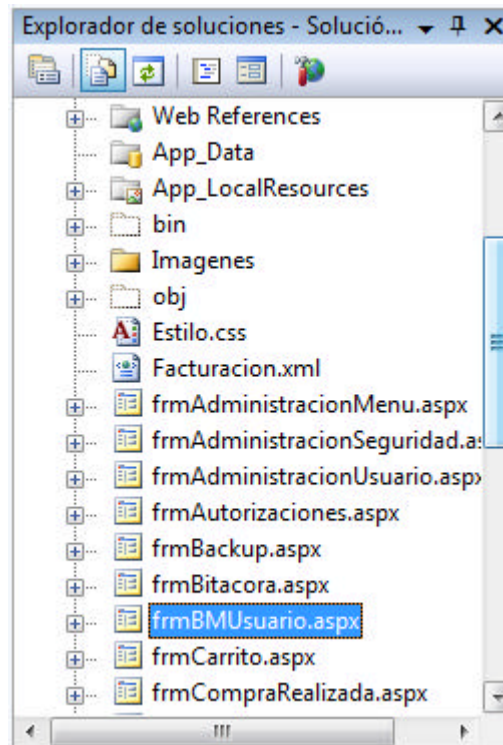 Explorador de soluciones - Solució...
Web References
App_Data
App_LocalResources
bin
Imagenes
obj
Estilo.css
Facturacion.xml
frmAdministracionMenu.aspx
frmAdministracionSeguridad.a
frmAdministracionUsuario.aspx
frmAutorizaciones.aspx
frmBackup.aspx
frmBitacora.aspx
frmBMUsuario.aspx
frmCarrito.aspx
frmCompraRealizada.aspx